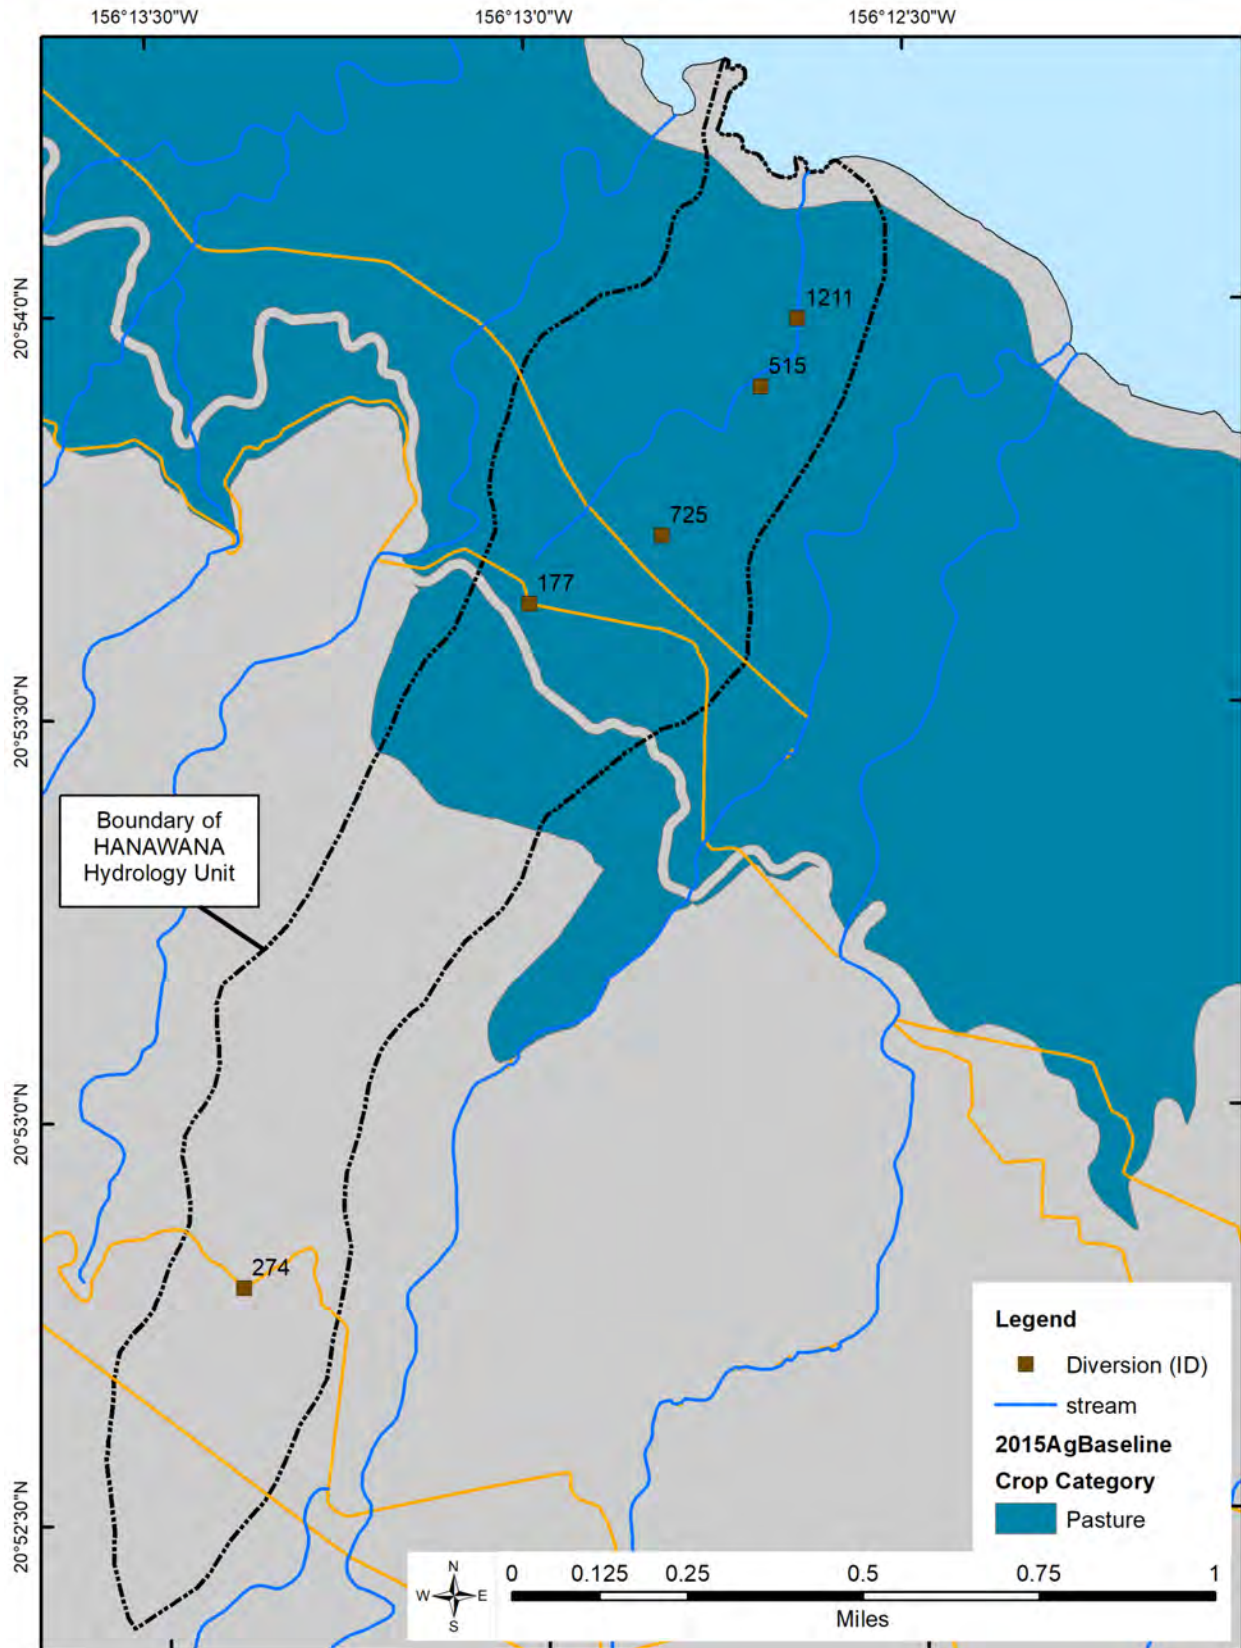 156°13'30"W
156°13'0"W
156°12'30"W
20°54'0"N
20°53'30"N
20°53'0"N
20°52'30"N
1211
515
725
177
Boundary of
HANAWANA
Hydrology Unit
274
Legend
Diversion (ID)
stream
2015AgBaseline
Crop Category
Pasture
N
W E
S
0 0.125 0.25 0.5 0.75 1
Miles